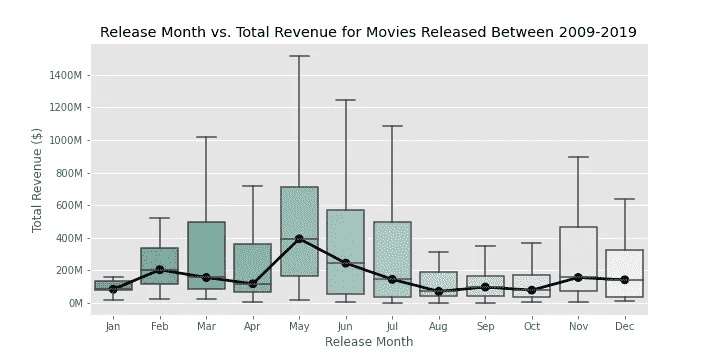 Release Month vs. Total Revenue for Movies Released Between 2009-2019
Total Revenue ($)
1400M
1200M
1000M
800M
600M
400M
200M
0M
Jan Feb Mar Apr May Jun Jul Aug Sep Oct Nov Dec
Release Month